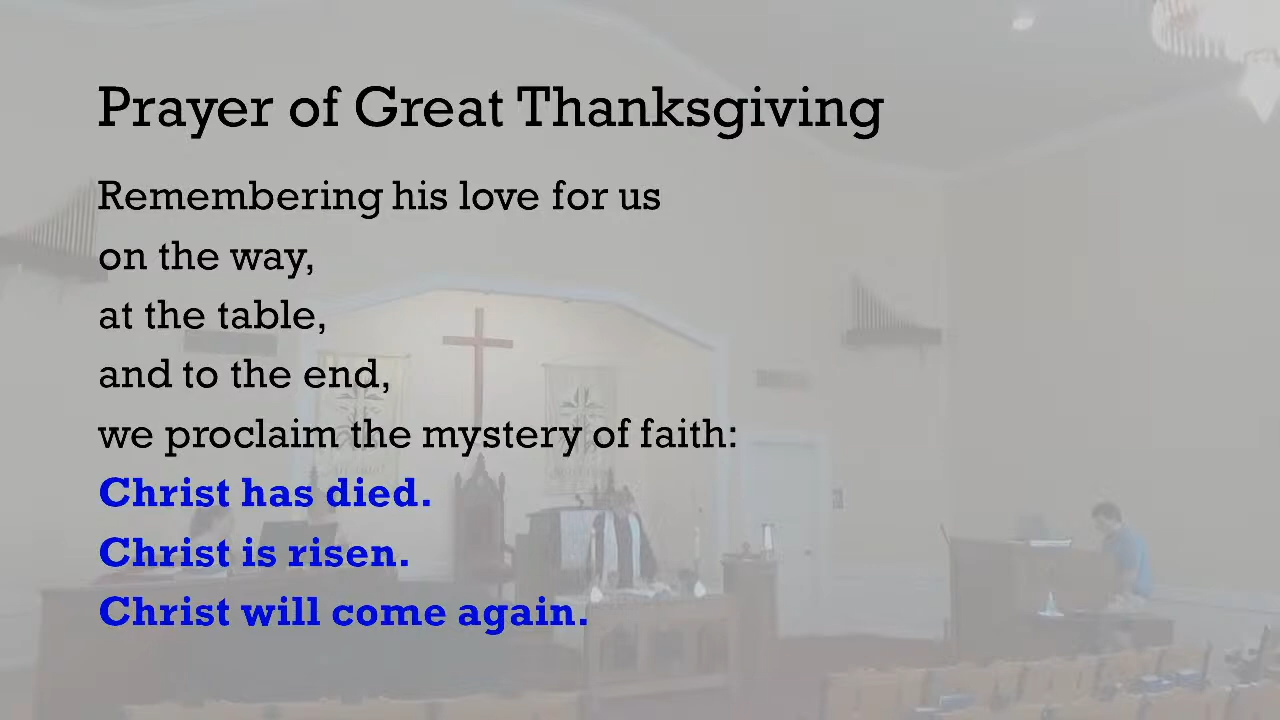 Prayer of Great Thanksgiving
Remembering his love for us
on the way,
at the table,
and to the end,
we proclaim the mystery of faith:
Christ has died.
Christ is risen.
Christ will come again.